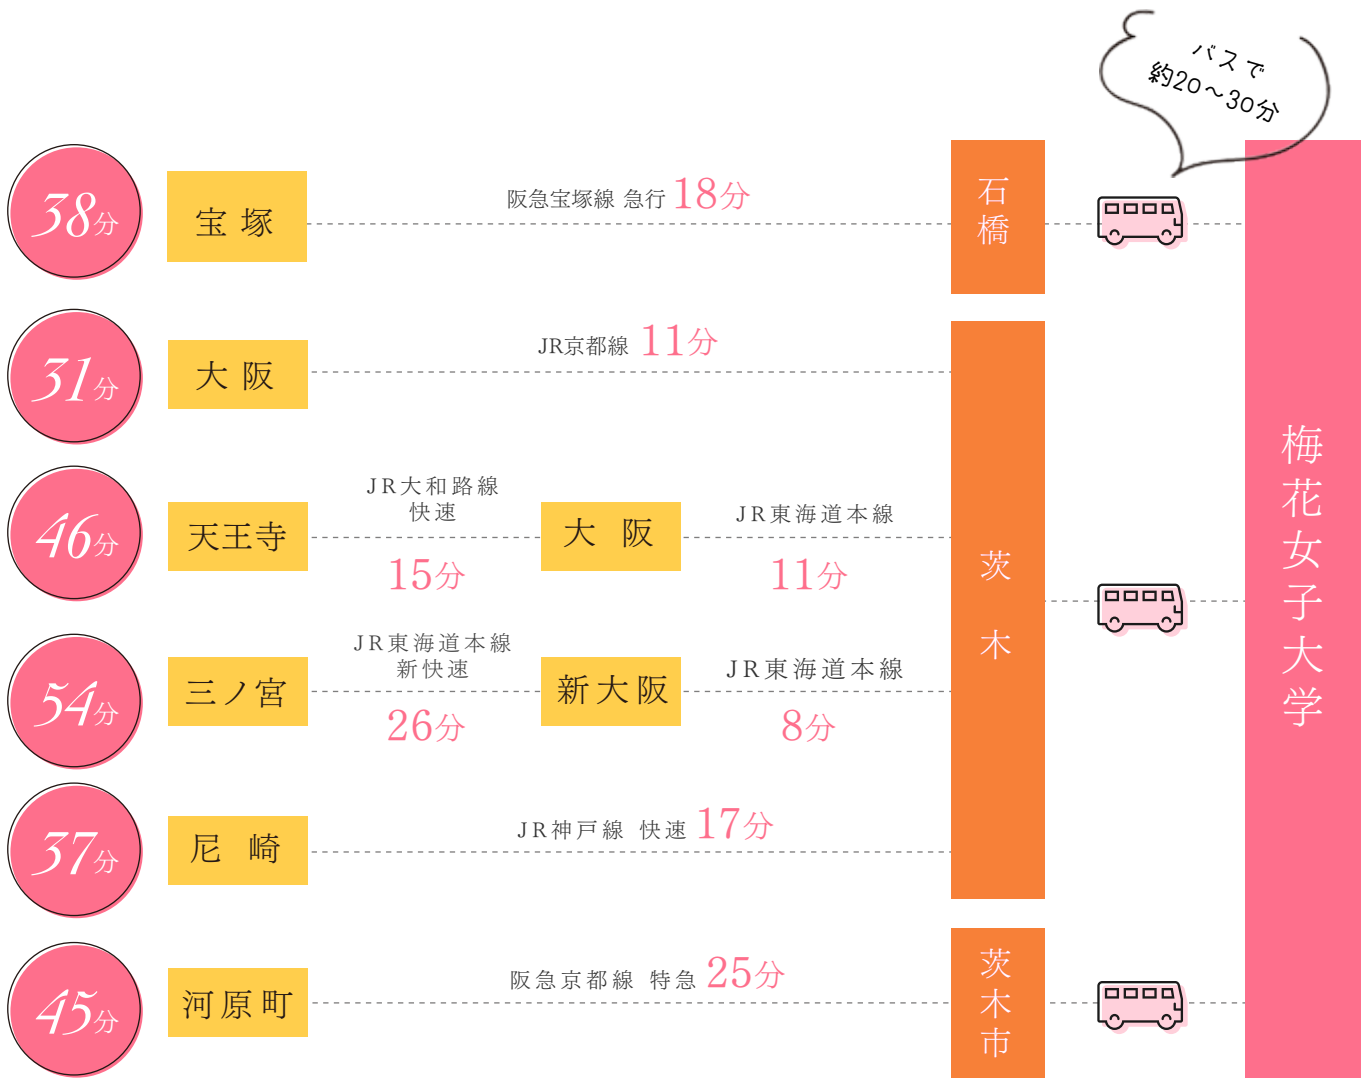 バスで
約20〜30分
38分
宝塚
阪急宝塚線 急行 18分
石橋
31分
大阪
JR京都線 11分
46分
天王寺
JR大和路線
快速
15分
大阪
JR東海道本線
11分
54分
三ノ宮
JR東海道本線
新快速
26分
新大阪
JR東海道本線
8分
37分
尼崎
JR神戸線 快速 17分
茨木
45分
河原町
阪急京都線 特急 25分
茨木市
梅花女子大学